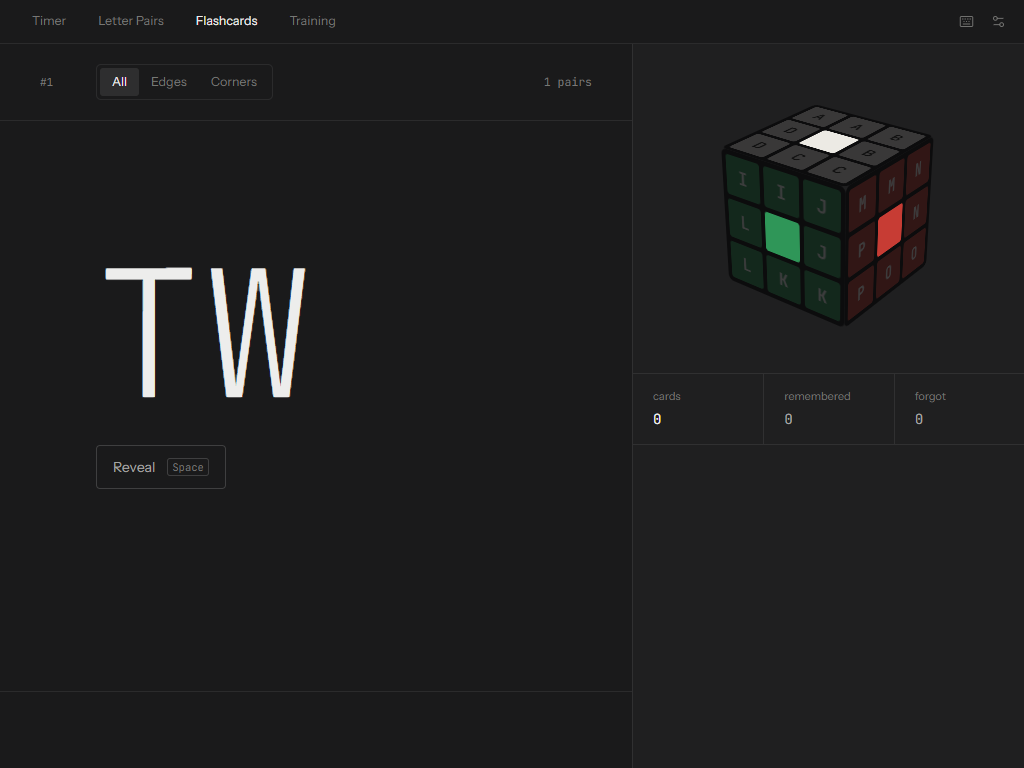 Timer Letter Pairs Flashcards Training
#1 All Edges Corners 1 pairs
TW
Reveal Space
A
D A
D B
C B
C
I I J
L J
L K K
M M N
P N
P O O
cards remembered forgot
0 0 0